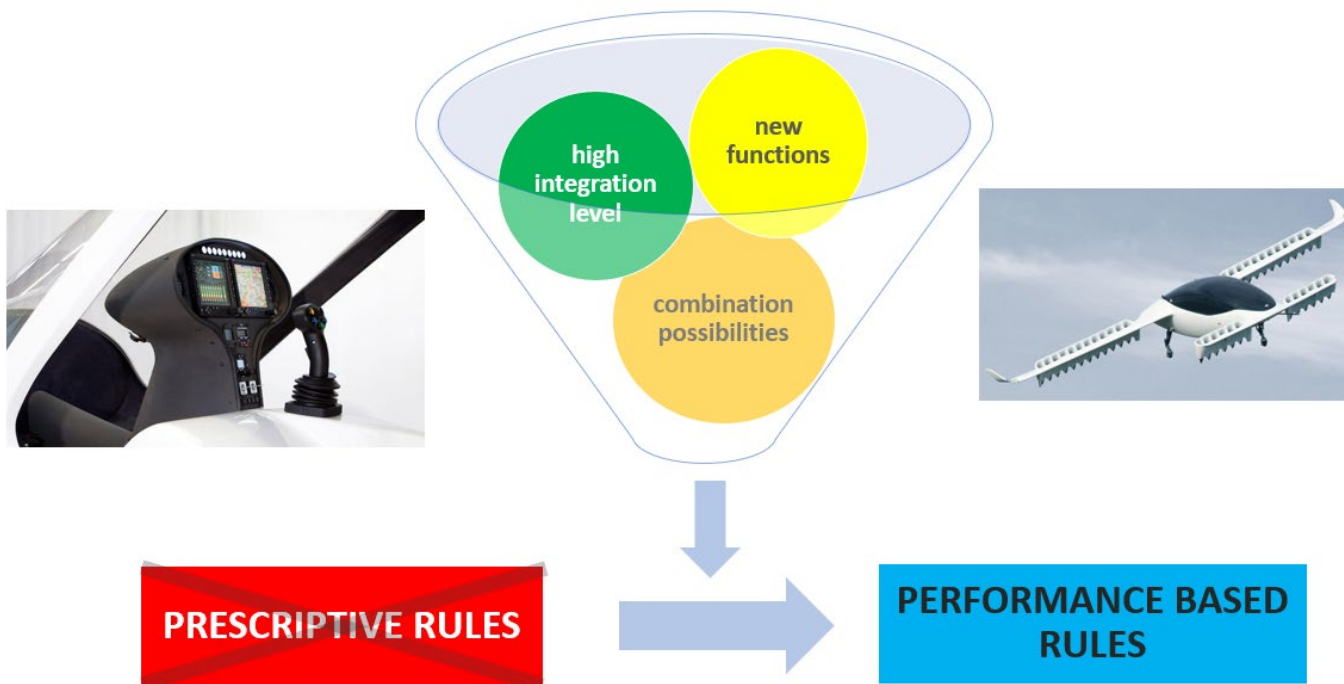 new
functions
high
integration
level
combination
possibilities
PRESCRIPTIVE RULES
PERFORMANCE BASED
RULES